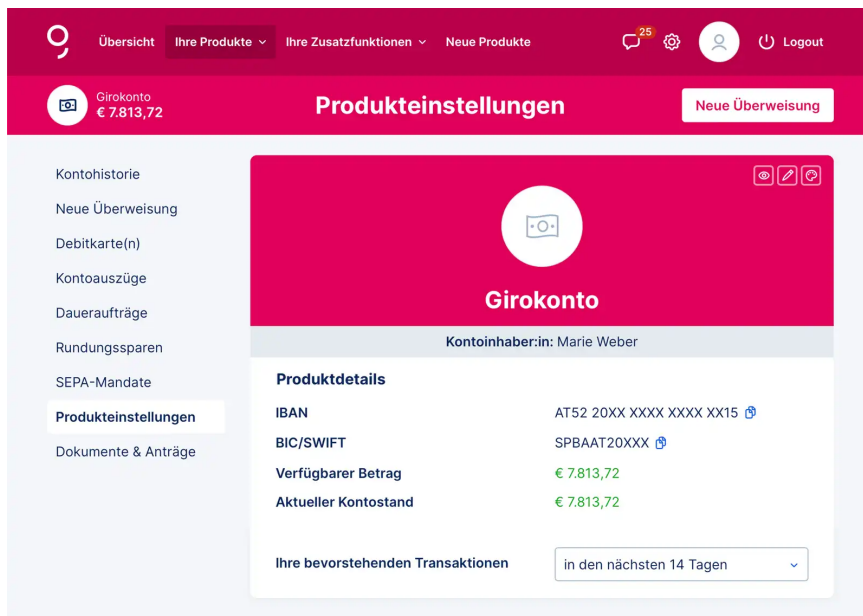 Übersicht Ihre Produkte Ihre Zusatzfunktionen Neue Produkte 25 Logout
Girokonto
€ 7.813,72
Produkteinstellungen
Neue Überweisung
Kontohistorie
Neue Überweisung
Debitkarte(n)
Kontoauszüge
Daueraufträge
Rundungssparen
SEPA-Mandate
Produkteinstellungen
Dokumente & Anträge
Girokonto
Kontoinhaber:in: Marie Weber
Produktdetails
IBAN AT52 20XX XXXX XXXX XX15
BIC/SWIFT SPBAAT20XXX
Verfügbarer Betrag € 7.813,72
Aktueller Kontostand € 7.813,72
Ihre bevorstehenden Transaktionen in den nächsten 14 Tagen